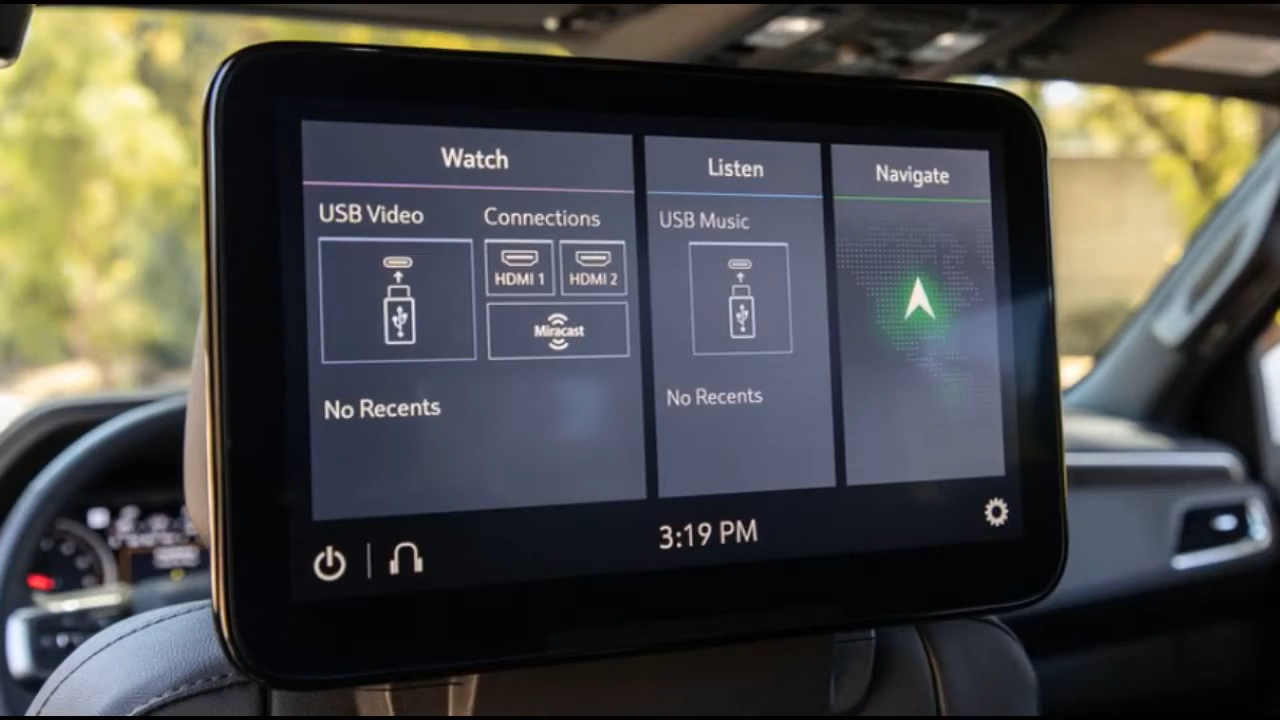 Watch
USB Video
Connections
HDMI 1
HDMI 2
Miracast
No Recents
Listen
USB Music
No Recents
Navigate
3:19 PM